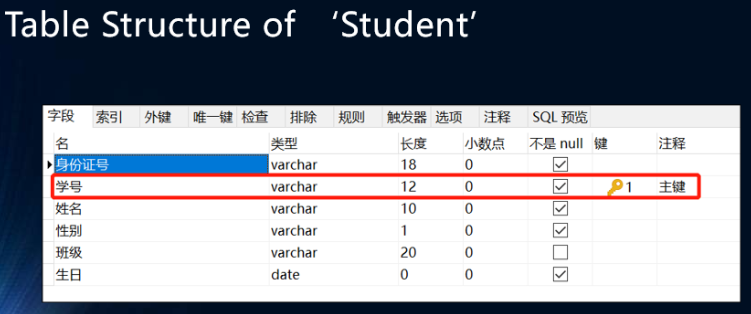 Table Structure of ‘Student’
字段 索引 外键 唯一键 检查 排除 规则 触发器 选项 注释 SQL 预览
名 类型 长度 小数点 不是 null 键 注释
身份证号 varchar 18 0
学号 varchar 12 0 1 主键
姓名 varchar 10 0
性别 varchar 1 0
班级 varchar 20 0
生日 date 0 0